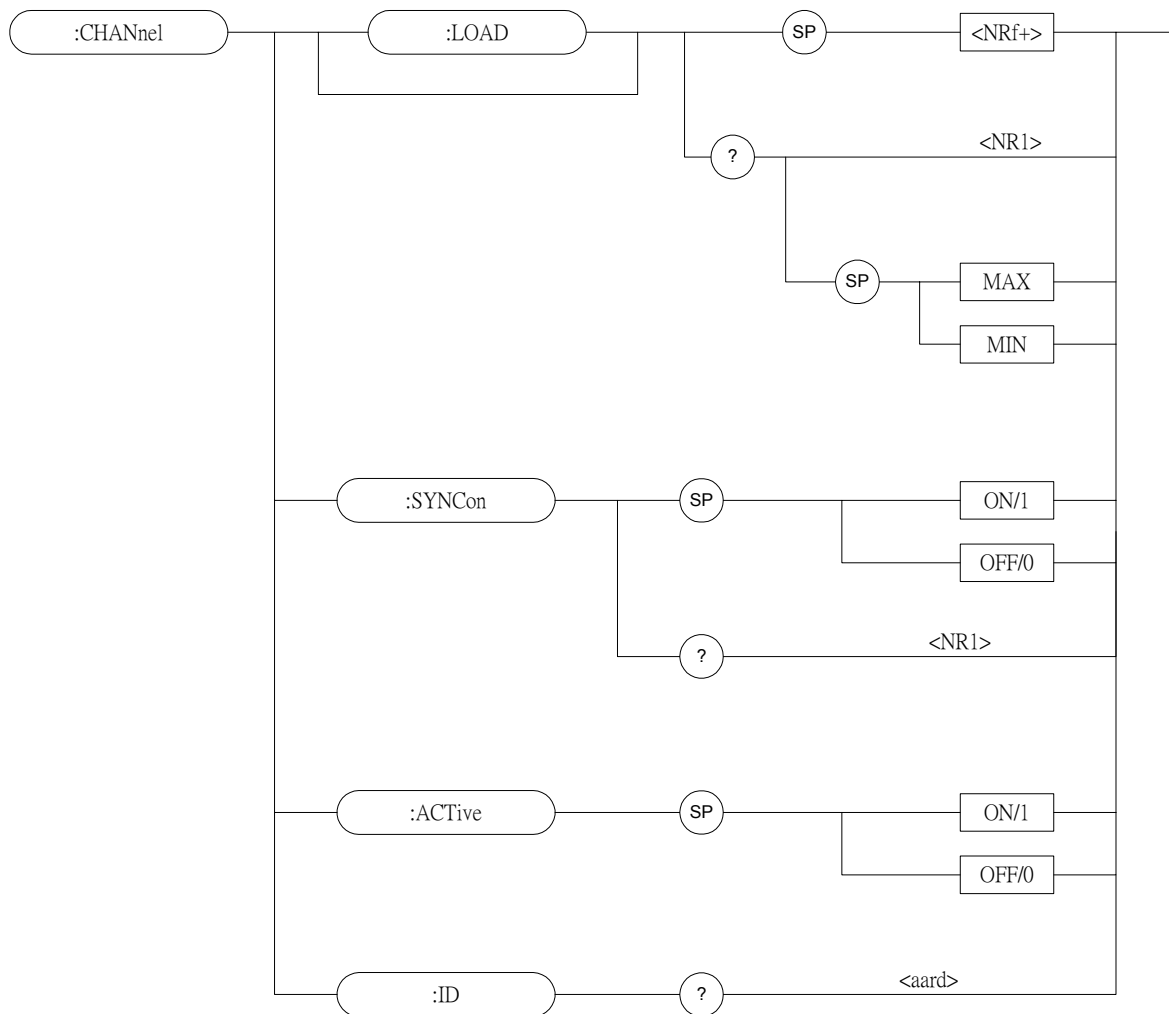 :CHANnel :LOAD SP <NRf+>
? <NR1>
SP MAX
MIN
:SYNCon SP ON/1
OFF/0
? <NR1>
:ACTive SP ON/1
OFF/0
:ID ? <aard>